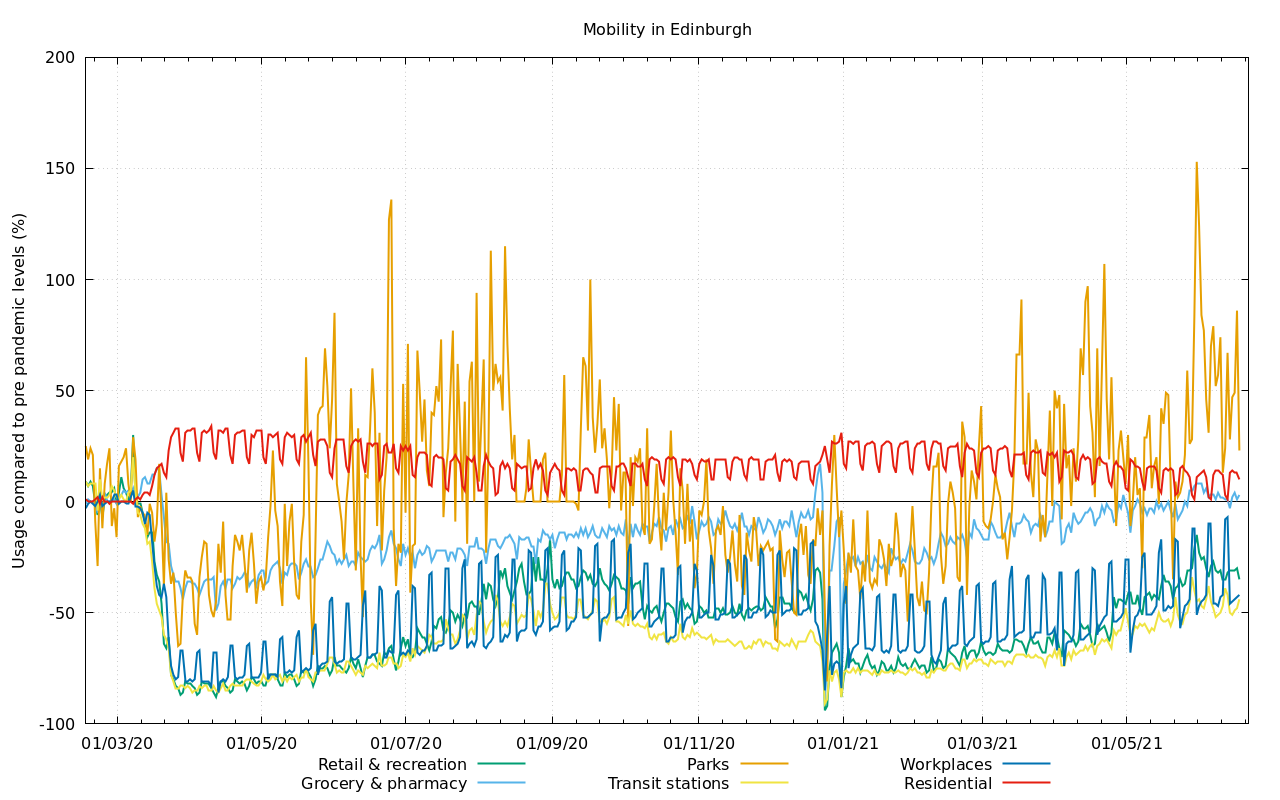 Mobility in Edinburgh
Usage compared to pre pandemic levels (%)
200
150
100
50
0
-50
-100
01/03/20 01/05/20 01/07/20 01/09/20 01/11/20 01/01/21 01/03/21 01/05/21
Retail & recreation Parks Workplaces
Grocery & pharmacy Transit stations Residential